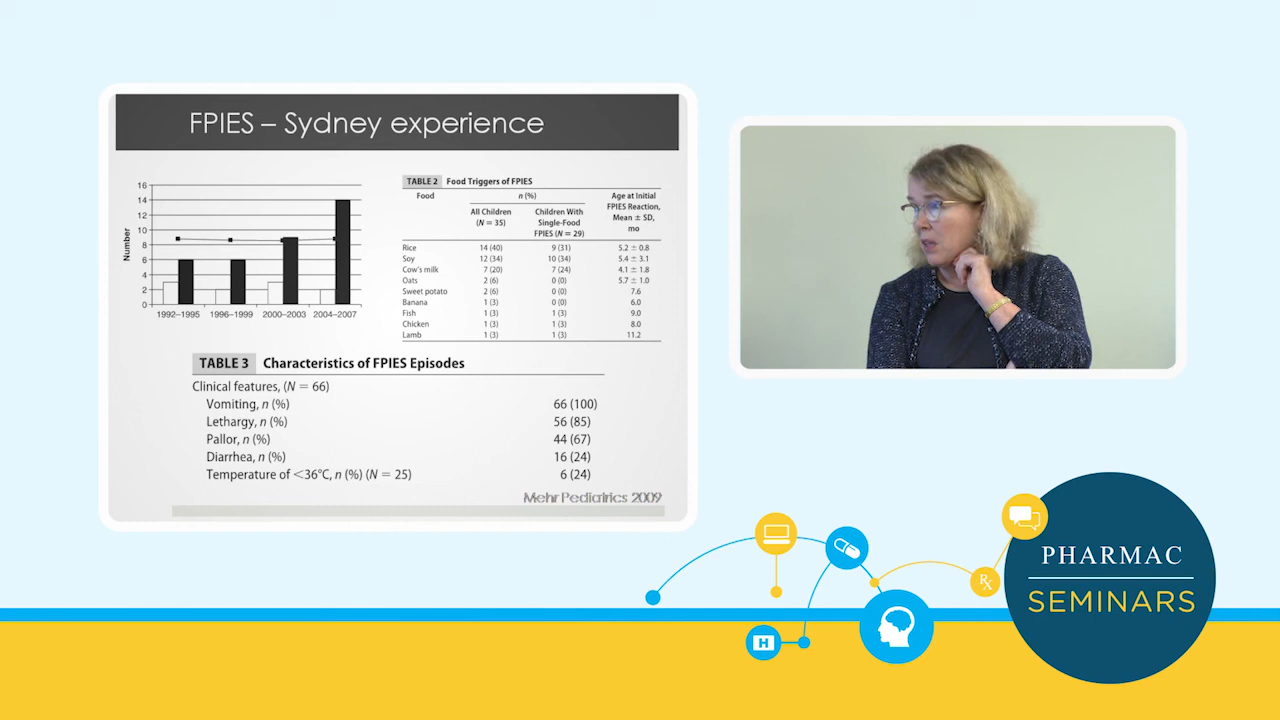 FPIES – Sydney experience
16
14
12
10
8
6
4
2
0
Number
1992–1995 1996–1999 2000–2003 2004–2007
TABLE 2 Food Triggers of FPIES
Food n (%) Age at Initial
FPIES Reaction,
Mean ± SD,
mo
All Children Children With
(N = 35) Single-Food
FPIES (N = 29)
Rice 14 (40) 9 (31) 5.2 ± 0.8
Soy 12 (34) 10 (34) 5.4 ± 3.1
Cow's milk 7 (20) 7 (24) 4.1 ± 1.8
Oats 2 (6) 0 (0) 5.7 ± 1.0
Sweet potato 2 (6) 0 (0) 7.6
Banana 1 (3) 0 (0) 6.0
Fish 1 (3) 1 (3) 9.0
Chicken 1 (3) 1 (3) 8.0
Lamb 1 (3) 1 (3) 11.2
TABLE 3 Characteristics of FPIES Episodes
Clinical features, (N = 66)
Vomiting, n (%) 66 (100)
Lethargy, n (%) 56 (85)
Pallor, n (%) 44 (67)
Diarrhea, n (%) 16 (24)
Temperature of <36°C, n (%) (N = 25) 6 (24)
Mehr Pediatrics 2009
H
Rx
PHARMAC
SEMINARS